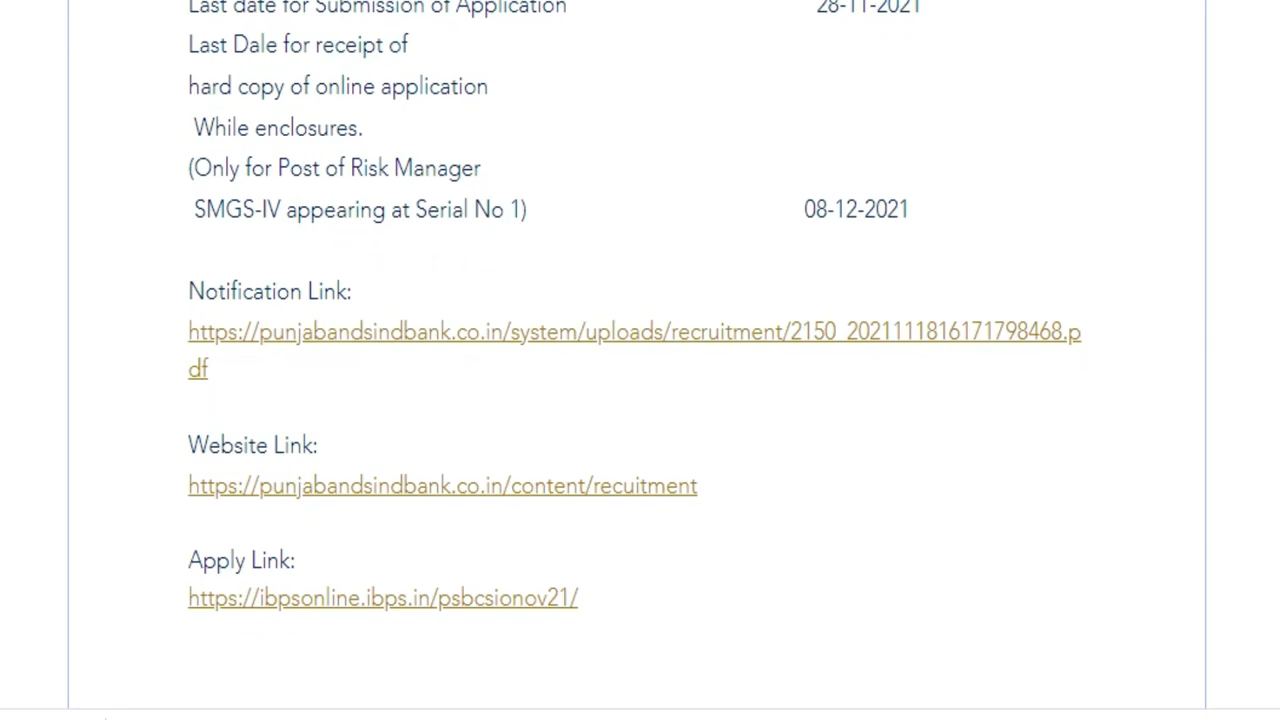 Last date for Submission of Application 28-11-2021
Last Dale for receipt of
hard copy of online application
While enclosures.
(Only for Post of Risk Manager
SMGS-IV appearing at Serial No 1) 08-12-2021
Notification Link:
https://punjabandsindbank.co.in/system/uploads/recruitment/2150_2021111816171798468.p
df
Website Link:
https://punjabandsindbank.co.in/content/recuitment
Apply Link:
https://ibpsonline.ibps.in/psbcsionov21/